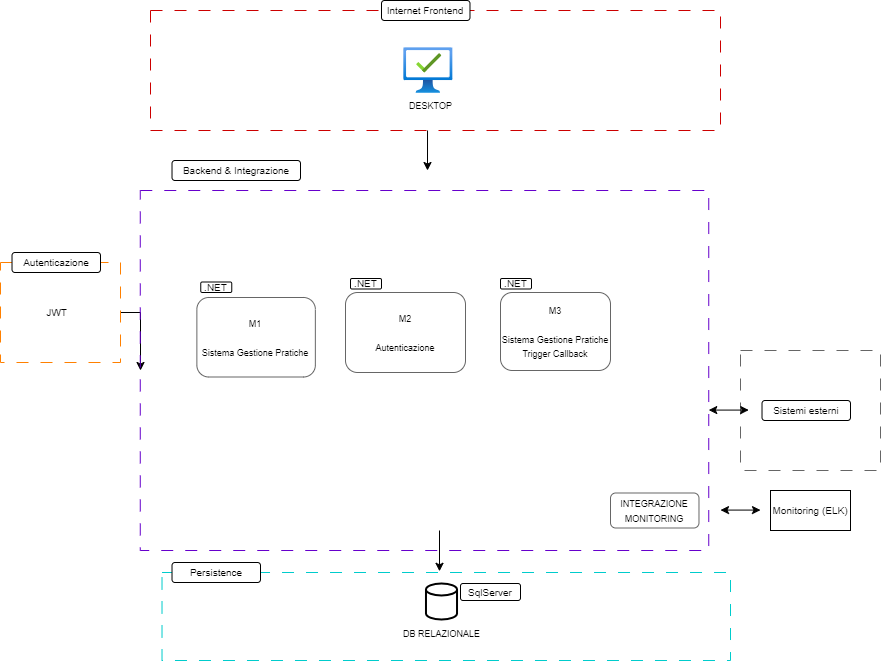 Internet Frontend
DESKTOP
Backend & Integrazione
Autenticazione
JWT
.NET
M1
Sistema Gestione Pratiche
.NET
M2
Autenticazione
.NET
M3
Sistema Gestione Pratiche
Trigger Callback
Sistemi esterni
INTEGRAZIONE
MONITORING
Monitoring (ELK)
Persistence
SqlServer
DB RELAZIONALE